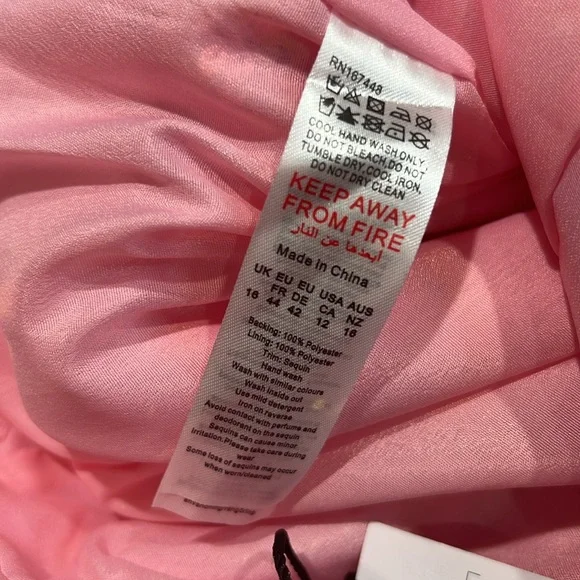 RN167448
COOL HAND WASH ONLY
DO NOT BLEACH,DO NOT
TUMBLE DRY,COOL IRON,
DO NOT DRY CLEAN
KEEP AWAY
FROM FIRE
أبعدها عن النار
Made in China
UK EU EU USA AUS
FR DE CA NZ
16 44 42 12 16
Backing: 100% Polyester
Lining: 100% Polyester
Trim: Sequin
Hand wash
Wash with similar colours
Wash inside out
Use mild detergent
Iron on reverse
Avoid contact with perfume and
deodorant on the sequin
Sequins can cause minor
Irritation.Please take care during
wear
Some loss of sequins may occur
when worn/cleaned